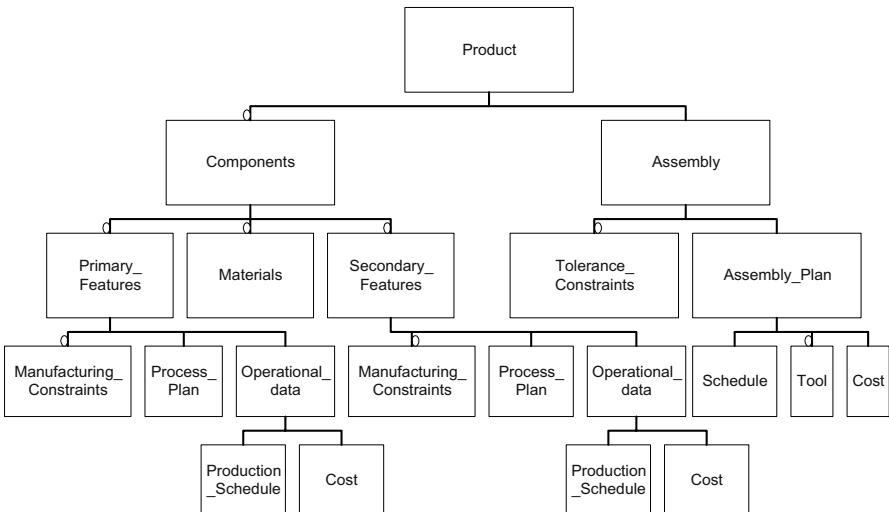 Product
Components
Assembly
Primary_
Features
Materials
Secondary_
Features
Tolerance_
Constraints
Assembly_Plan
Manufacturing_
Constraints
Process_
Plan
Operational_
data
Manufacturing_
Constraints
Process_
Plan
Operational_
data
Schedule
Tool
Cost
Production
_Schedule
Cost
Production
_Schedule
Cost